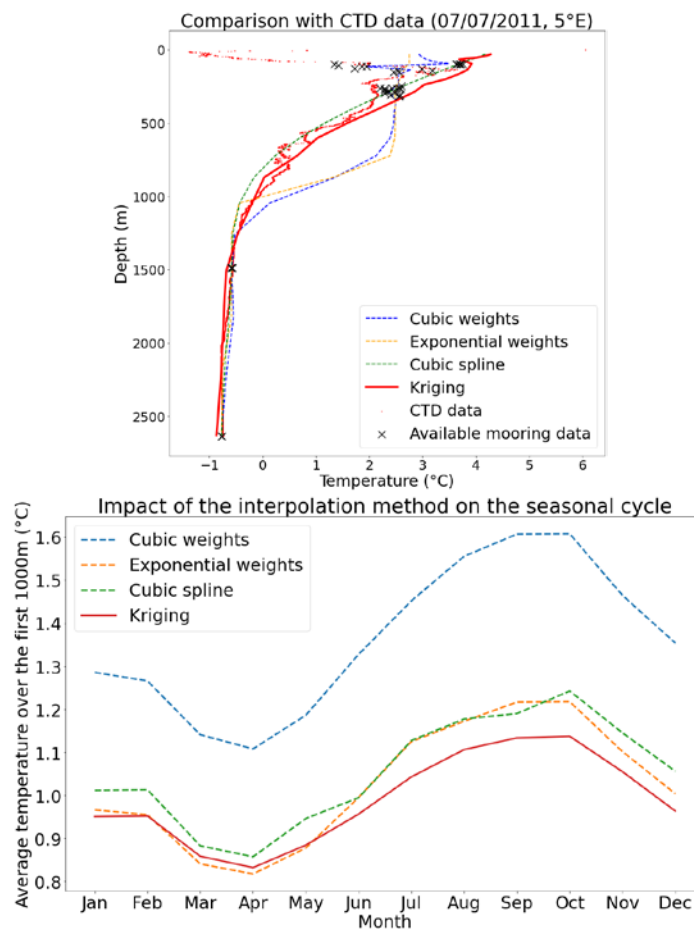 Comparison with CTD data (07/07/2011, 5°E)
0
500
1000
1500
2000
2500
Depth (m)
Cubic weights
Exponential weights
Cubic spline
Kriging
CTD data
Available mooring data
−1 0 1 2 3 4 5 6
Temperature (°C)
Impact of the interpolation method on the seasonal cycle
Average temperature over the first 1000m (°C)
1.6
1.5
1.4
1.3
1.2
1.1
1.0
0.9
0.8
Cubic weights
Exponential weights
Cubic spline
Kriging
Jan Feb Mar Apr May Jun Jul Aug Sep Oct Nov Dec
Month